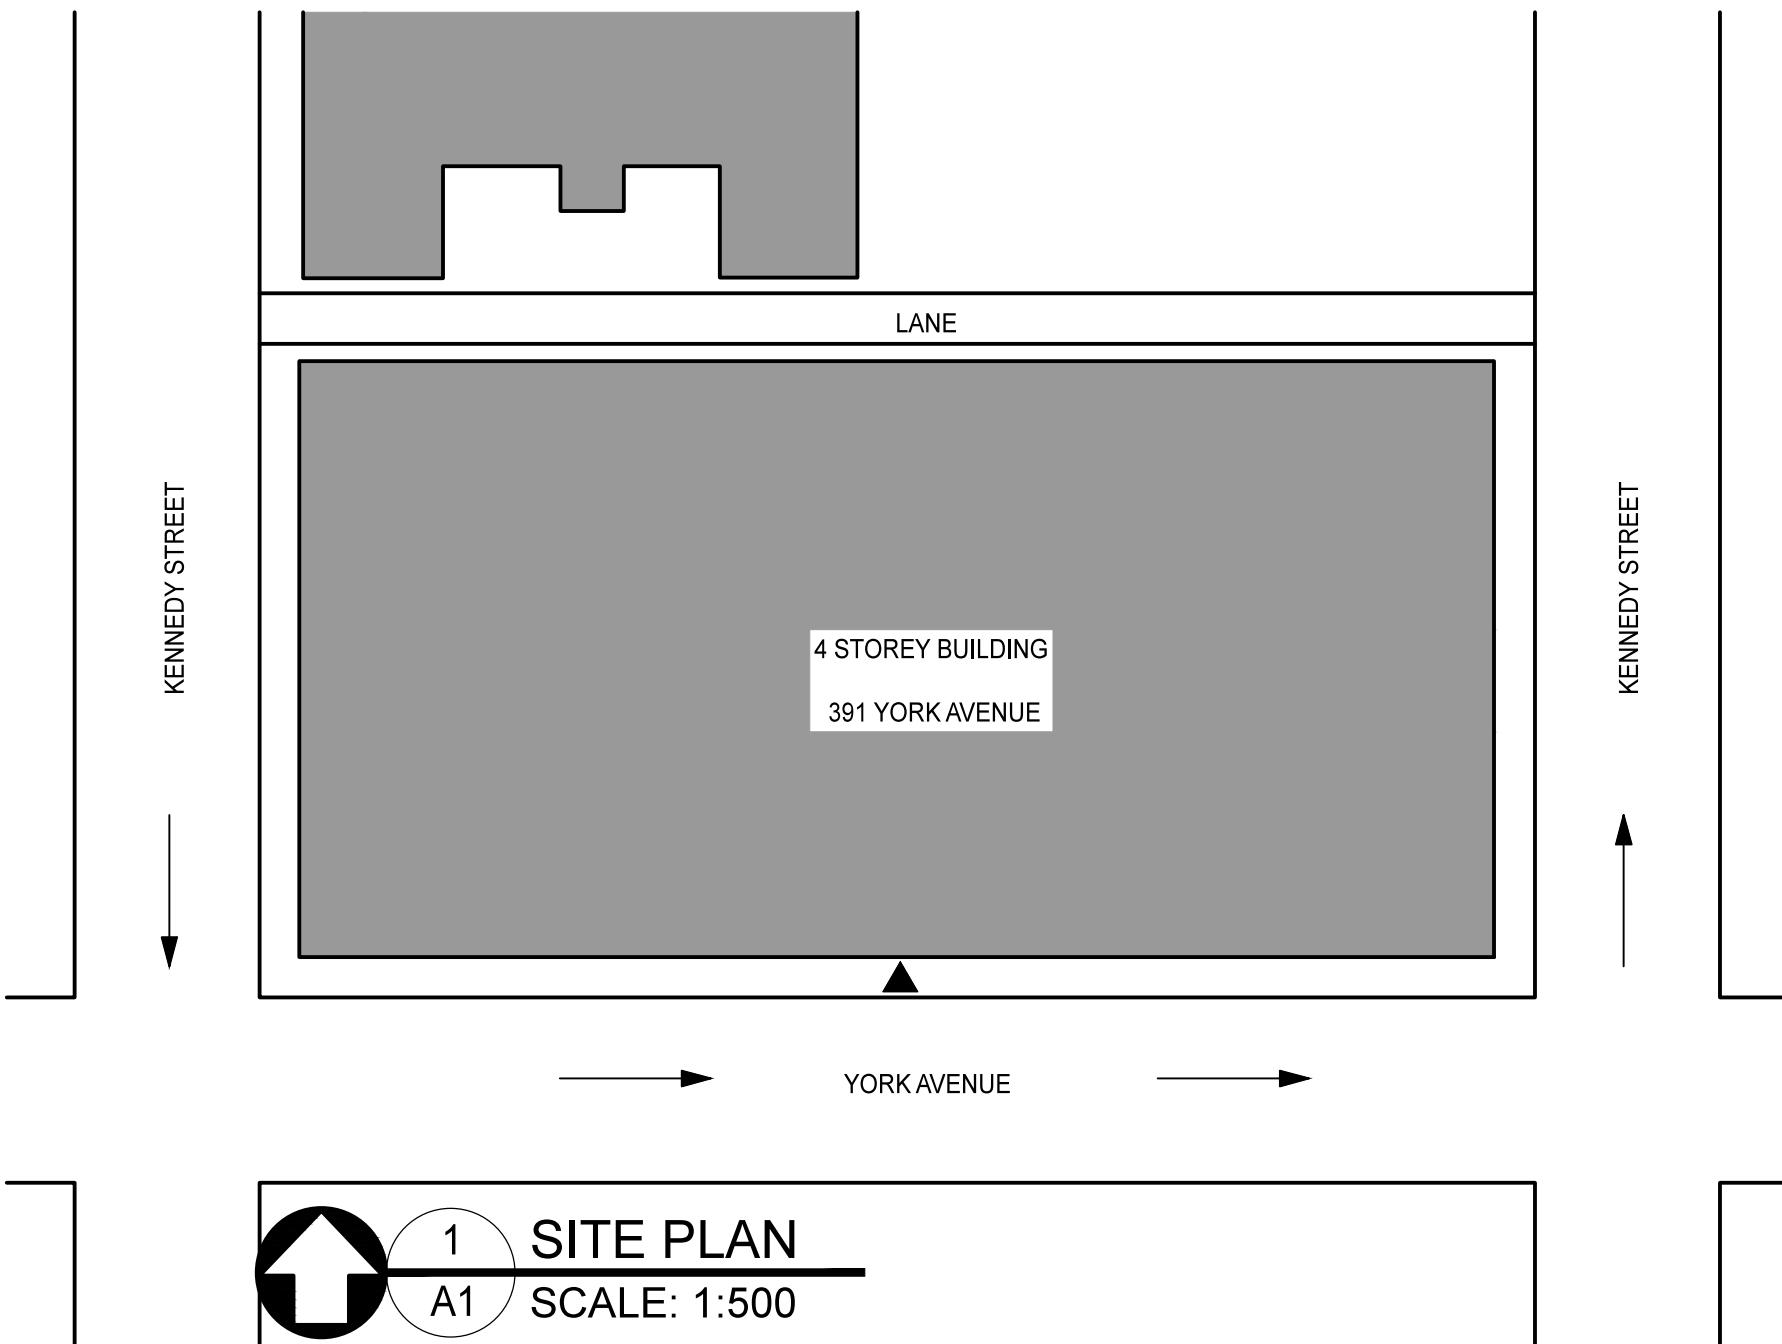 LANE
KENNEDY STREET
KENNEDY STREET
4 STOREY BUILDING
391 YORK AVENUE
YORK AVENUE
1
SITE PLAN
A1
SCALE: 1:500